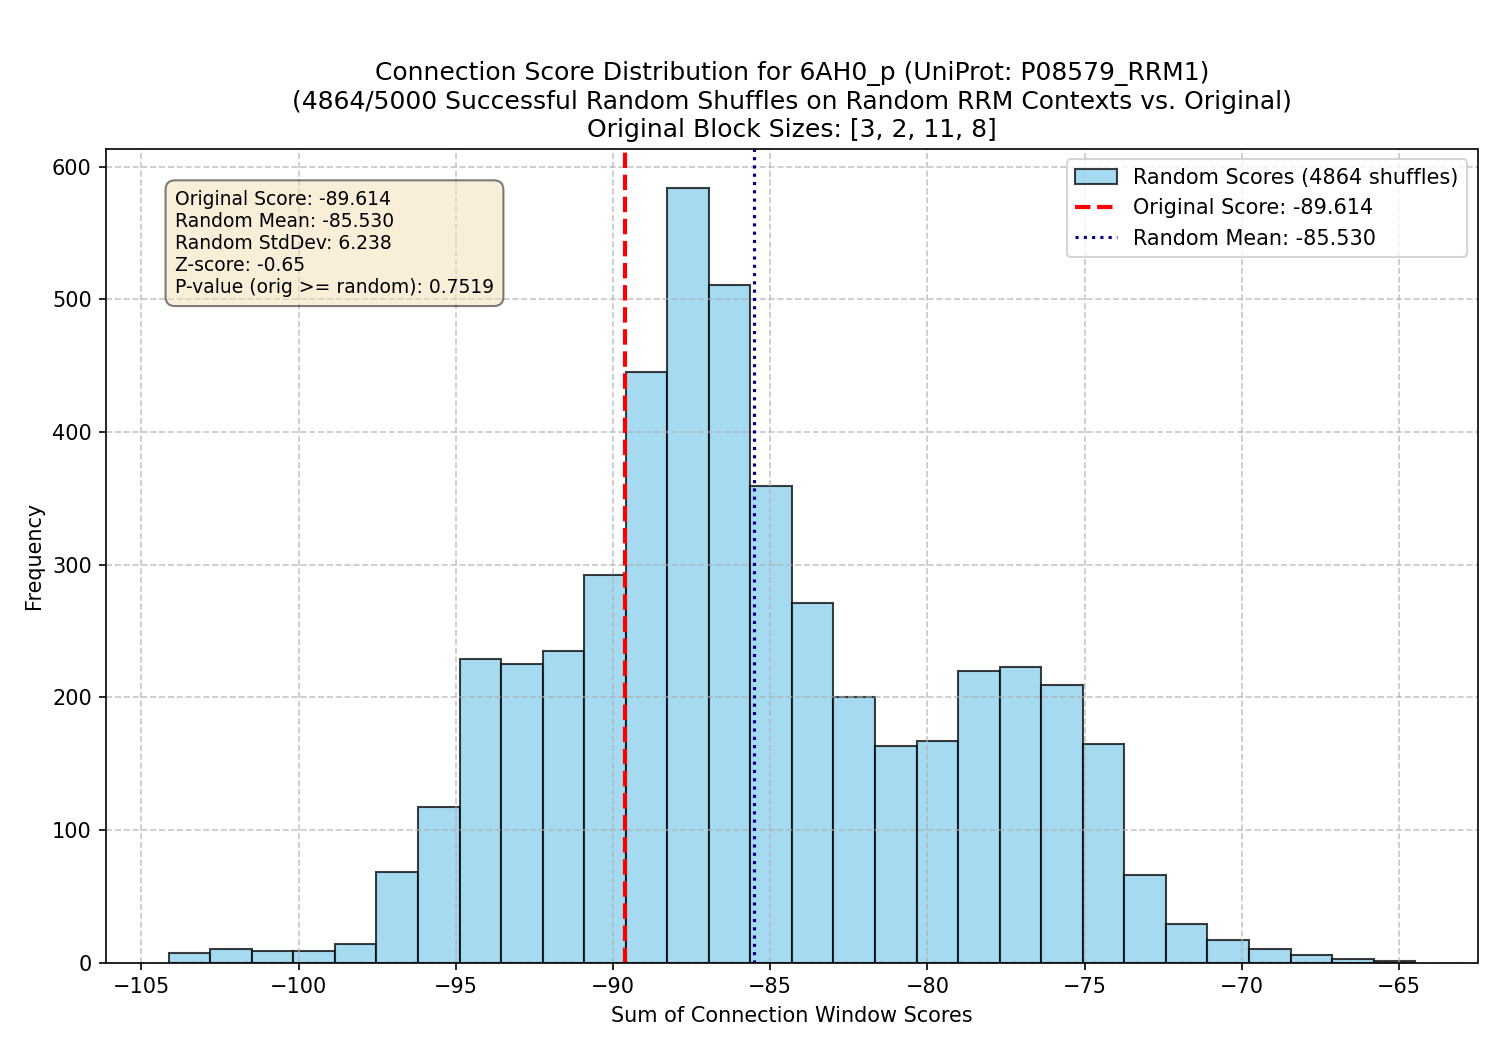 Connection Score Distribution for 6AH0_p (UniProt: P08579_RRM1)
(4864/5000 Successful Random Shuffles on Random RRM Contexts vs. Original)
Original Block Sizes: [3, 2, 11, 8]
Original Score: -89.614
Random Mean: -85.530
Random StdDev: 6.238
Z-score: -0.65
P-value (orig >= random): 0.7519
Random Scores (4864 shuffles)
Original Score: -89.614
Random Mean: -85.530
Frequency
600
500
400
300
200
100
0
−105 −100 −95 −90 −85 −80 −75 −70 −65
Sum of Connection Window Scores